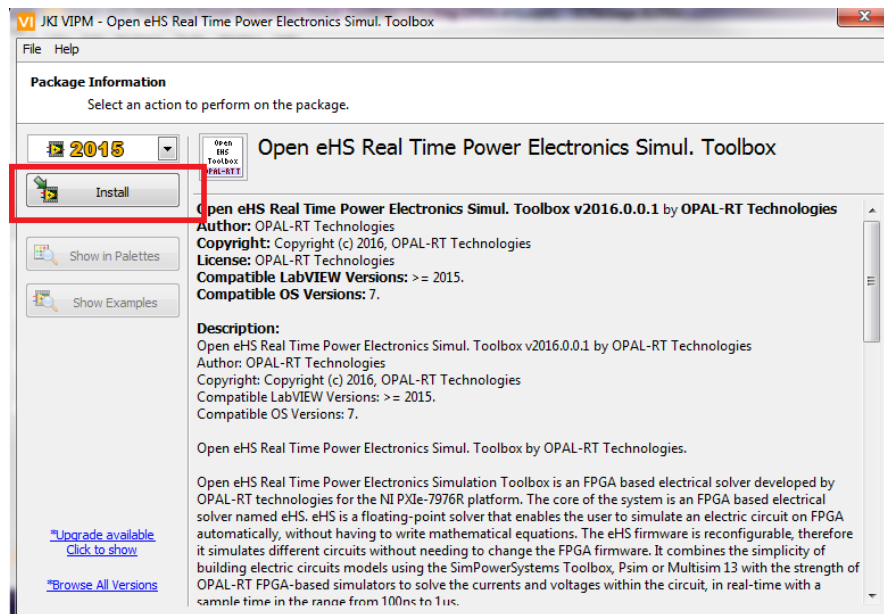 JKI VIPM - Open eHS Real Time Power Electronics Simul. Toolbox
File Help
Package Information
Select an action to perform on the package.
2015
Install
Show in Palettes
Show Examples
*Upgrade available
Click to show
*Browse All Versions
Open
EHS
Toolbox
OPAL-RT T
Open eHS Real Time Power Electronics Simul. Toolbox
Open eHS Real Time Power Electronics Simul. Toolbox v2016.0.0.1 by OPAL-RT Technologies
Author: OPAL-RT Technologies
Copyright: Copyright (c) 2016, OPAL-RT Technologies
License: OPAL-RT Technologies
Compatible LabVIEW Versions: >= 2015.
Compatible OS Versions: 7.
Description:
Open eHS Real Time Power Electronics Simul. Toolbox v2016.0.0.1 by OPAL-RT Technologies
Author: OPAL-RT Technologies
Copyright: Copyright (c) 2016, OPAL-RT Technologies
Compatible LabVIEW Versions: >= 2015.
Compatible OS Versions: 7.
Open eHS Real Time Power Electronics Simul. Toolbox by OPAL-RT Technologies.
Open eHS Real Time Power Electronics Simulation Toolbox is an FPGA based electrical solver developed by
OPAL-RT technologies for the NI PXIe-7976R platform. The core of the system is an FPGA based electrical
solver named eHS. eHS is a floating-point solver that enables the user to simulate an electric circuit on FPGA
automatically, without having to write mathematical equations. The eHS firmware is reconfigurable, therefore
it simulates different circuits without needing to change the FPGA firmware. It combines the simplicity of
building electric circuits models using the SimPowerSystems Toolbox, Psim or Multisim 13 with the strength of
OPAL-RT FPGA-based simulators to solve the currents and voltages within the circuit, in real-time with a
sample time in the range from 100ns to 1us.